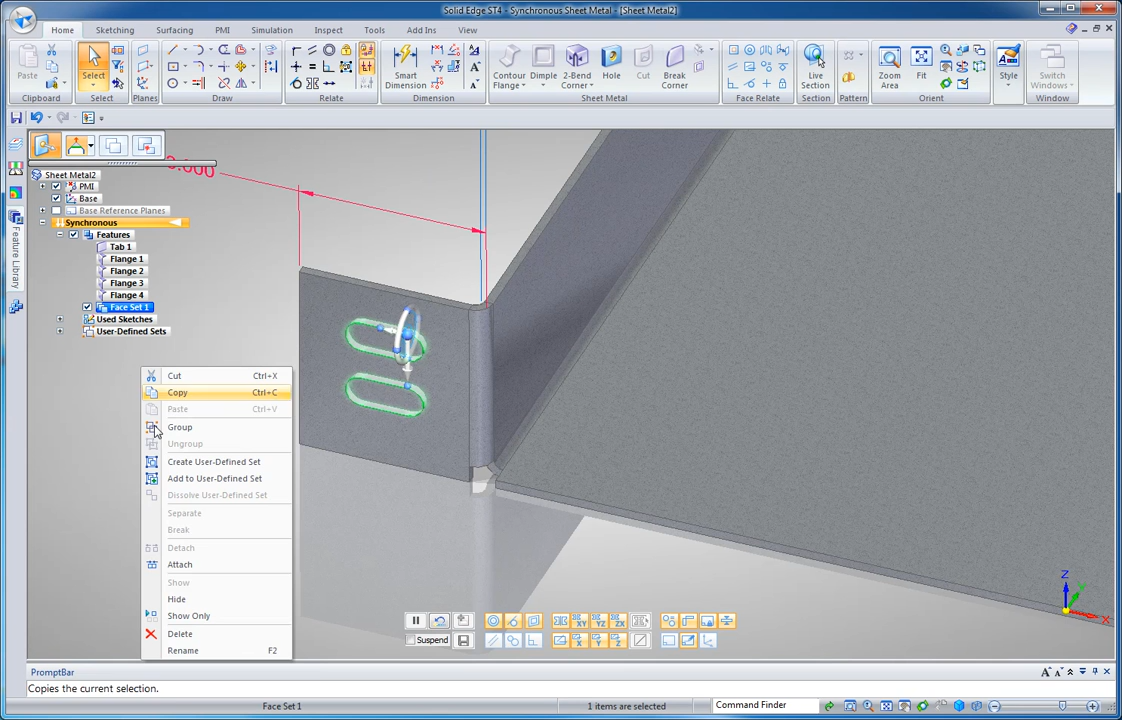 Solid Edge ST4 - Synchronous Sheet Metal - [Sheet Metal2]
Home Sketching Surfacing PMI Simulation Inspect Tools Add Ins View
Paste Select Smart Dimension Contour Flange Dimple 2-Bend Corner Hole Cut Break Corner Live Section Zoom Area Fit Style Switch Windows
Clipboard Select Planes Draw Relate Dimension Sheet Metal Face Relate Section Pattern Orient Window
Sheet Metal2
PMI
Base
Base Reference Planes
Synchronous
Features
Tab 1
Flange 1
Flange 2
Flange 3
Flange 4
Face Set 1
Used Sketches
User-Defined Sets
Feature Library
Cut Ctrl+X
Copy Ctrl+C
Paste Ctrl+V
Group
Ungroup
Create User-Defined Set
Add to User-Defined Set
Dissolve User-Defined Set
Separate
Break
Detach
Attach
Show
Hide
Show Only
Delete
Rename F2
Z
Y
X
XY YZ ZX
Suspend X Y Z
PromptBar
Copies the current selection.
Face Set 1 1 items are selected Command Finder